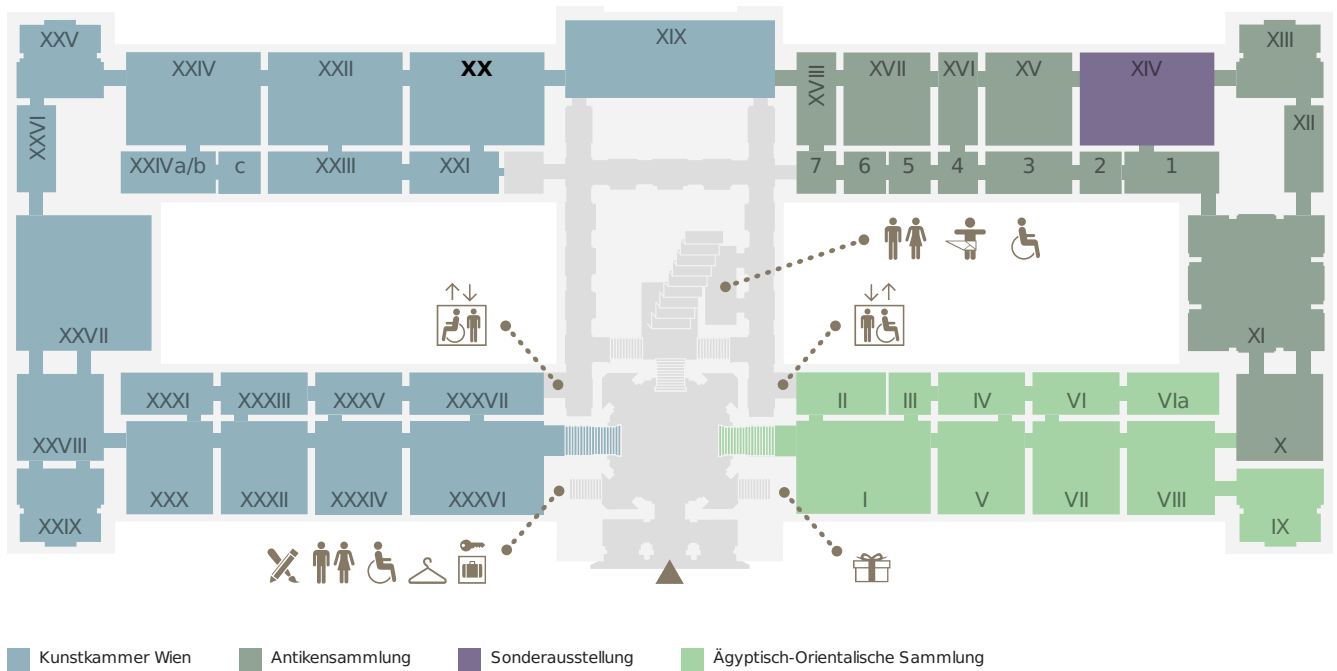 XXV
XXIV
XXII
XX
XIX
XVIII
XVII
XVI
XV
XIV
XIII
XXVI
XII
XXIVa/b
c
XXIII
XXI
7
6
5
4
3
2
1
XXVII
XI
XXXI
XXXIII
XXXV
XXXVII
II
III
IV
VI
VIa
XXVIII
X
XXX
XXXII
XXXIV
XXXVI
I
V
VII
VIII
XXIX
IX
Kunstkammer Wien
Antikensammlung
Sonderausstellung
Ägyptisch-Orientalische Sammlung